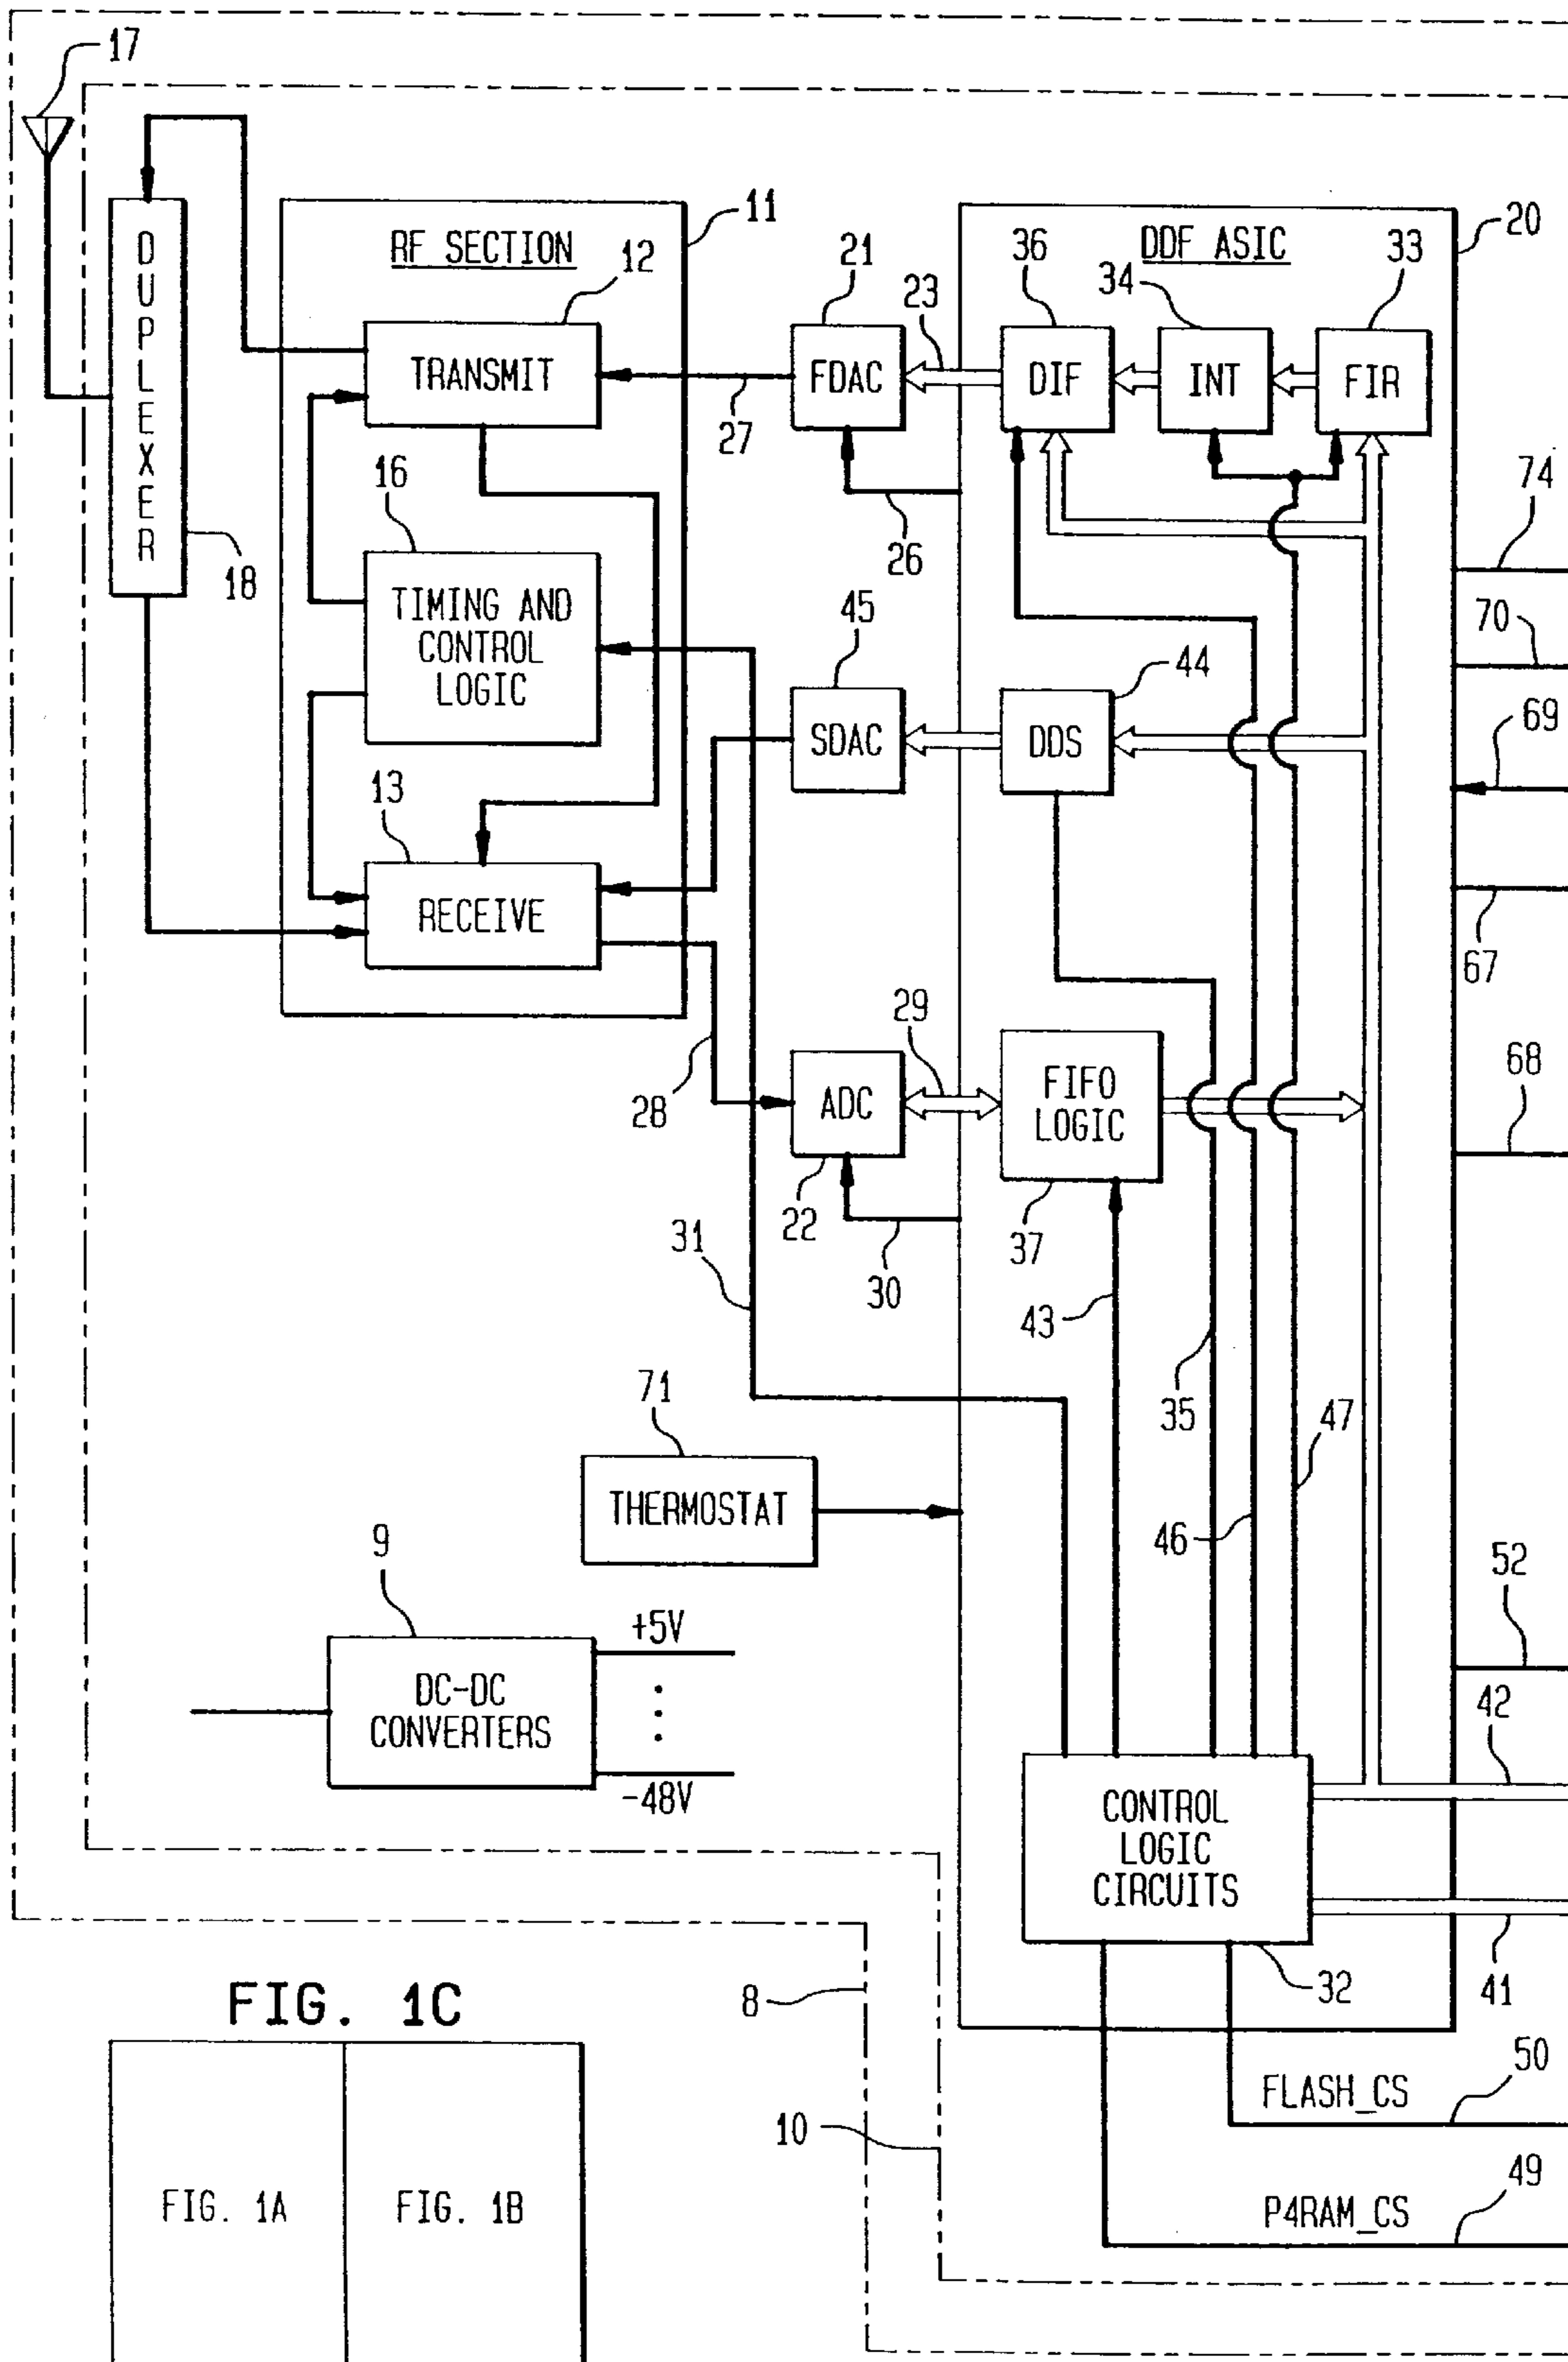 17
11
RF SECTION
12
DUPLEXER
18
TRANSMIT
16
TIMING AND
CONTROL
LOGIC
13
RECEIVE
21
FDAC
23
27
26
45
SDAC
28
29
ADC
22
30
31
20
DDF ASIC
36
34
33
DIF
INT
FIR
44
DDS
FIFO
LOGIC
37
43
35
46
47
74
70
69
67
68
52
42
41
71
THERMOSTAT
9
DC-DC
CONVERTERS
+5V
-48V
CONTROL
LOGIC
CIRCUITS
32
8
10
FLASH_CS
50
P4RAM_CS
49
FIG. 1C
FIG. 1A
FIG. 1B